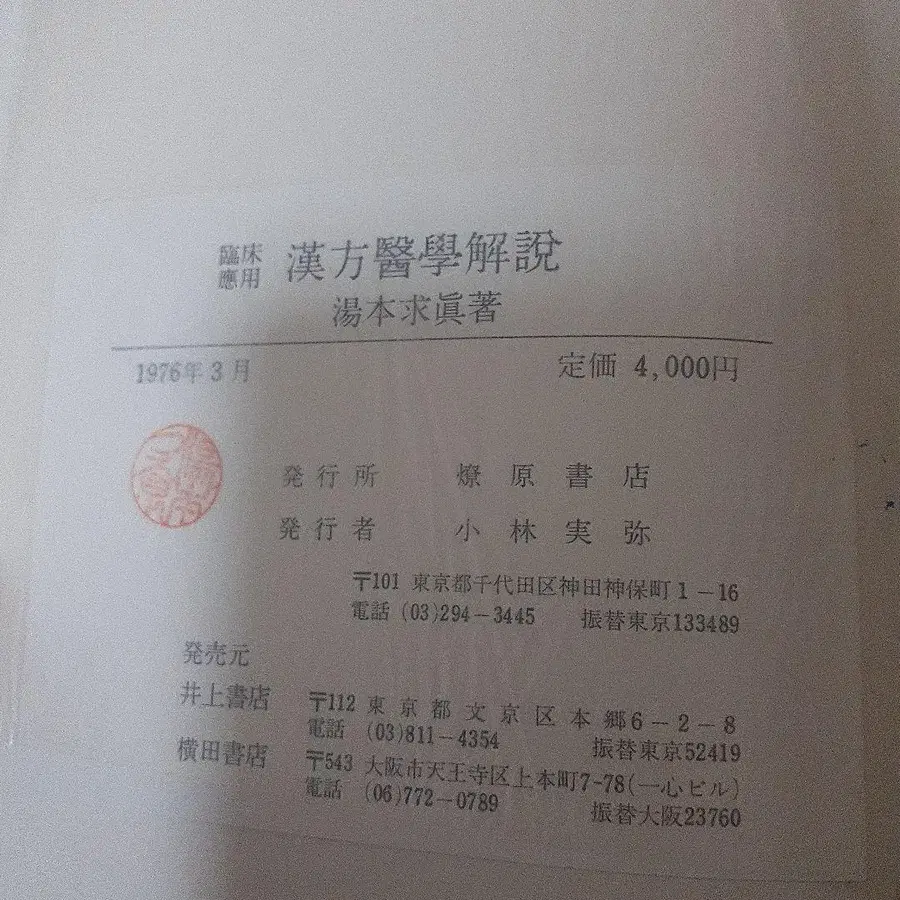 臨床應用 漢方醫學解說
湯本求眞著
1976年3月 定価 4,000円
発行所 燎原書店
発行者 小林実弥
〒101 東京都千代田区神田神保町1-16
電話 (03)294-3445 振替東京133489
発売元
井上書店 〒112 東京都文京区本郷6-2-8
電話 (03)811-4354 振替東京52419
横田書店 〒543 大阪市天王寺区上本町7-78(一心ビル)
電話 (06)772-0789 振替大阪23760